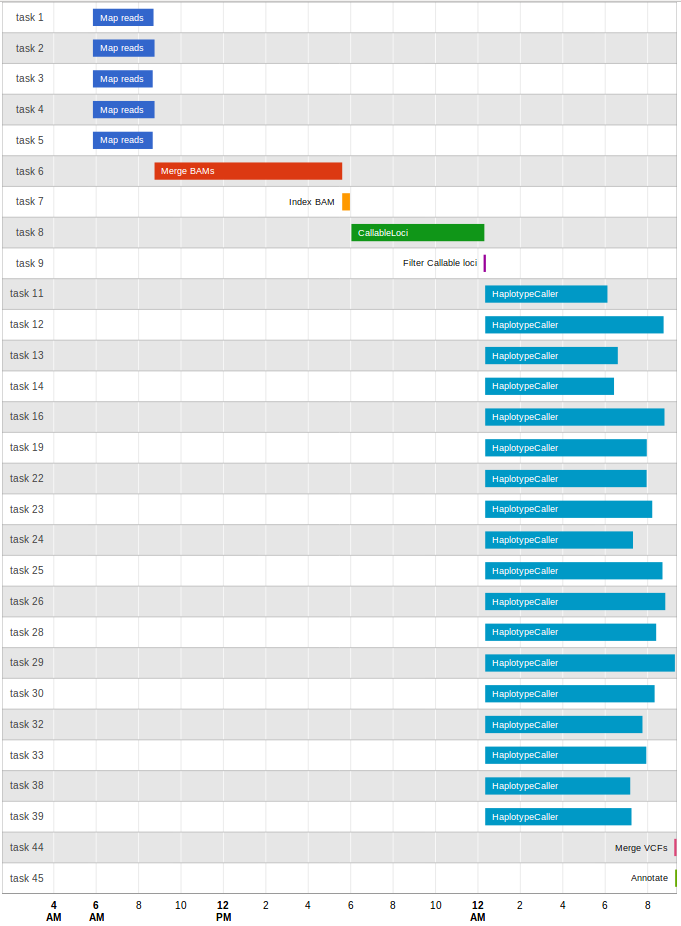 task 1 Map reads
task 2 Map reads
task 3 Map reads
task 4 Map reads
task 5 Map reads
task 6 Merge BAMs
task 7 Index BAM
task 8 CallableLoci
task 9 Filter Callable loci
task 11 HaplotypeCaller
task 12 HaplotypeCaller
task 13 HaplotypeCaller
task 14 HaplotypeCaller
task 16 HaplotypeCaller
task 19 HaplotypeCaller
task 22 HaplotypeCaller
task 23 HaplotypeCaller
task 24 HaplotypeCaller
task 25 HaplotypeCaller
task 26 HaplotypeCaller
task 28 HaplotypeCaller
task 29 HaplotypeCaller
task 30 HaplotypeCaller
task 32 HaplotypeCaller
task 33 HaplotypeCaller
task 38 HaplotypeCaller
task 39 HaplotypeCaller
task 44 Merge VCFs
task 45 Annotate
4 6 8 10 12 2 4 6 8 10 12 2 4 6 8
AM AM PM AM